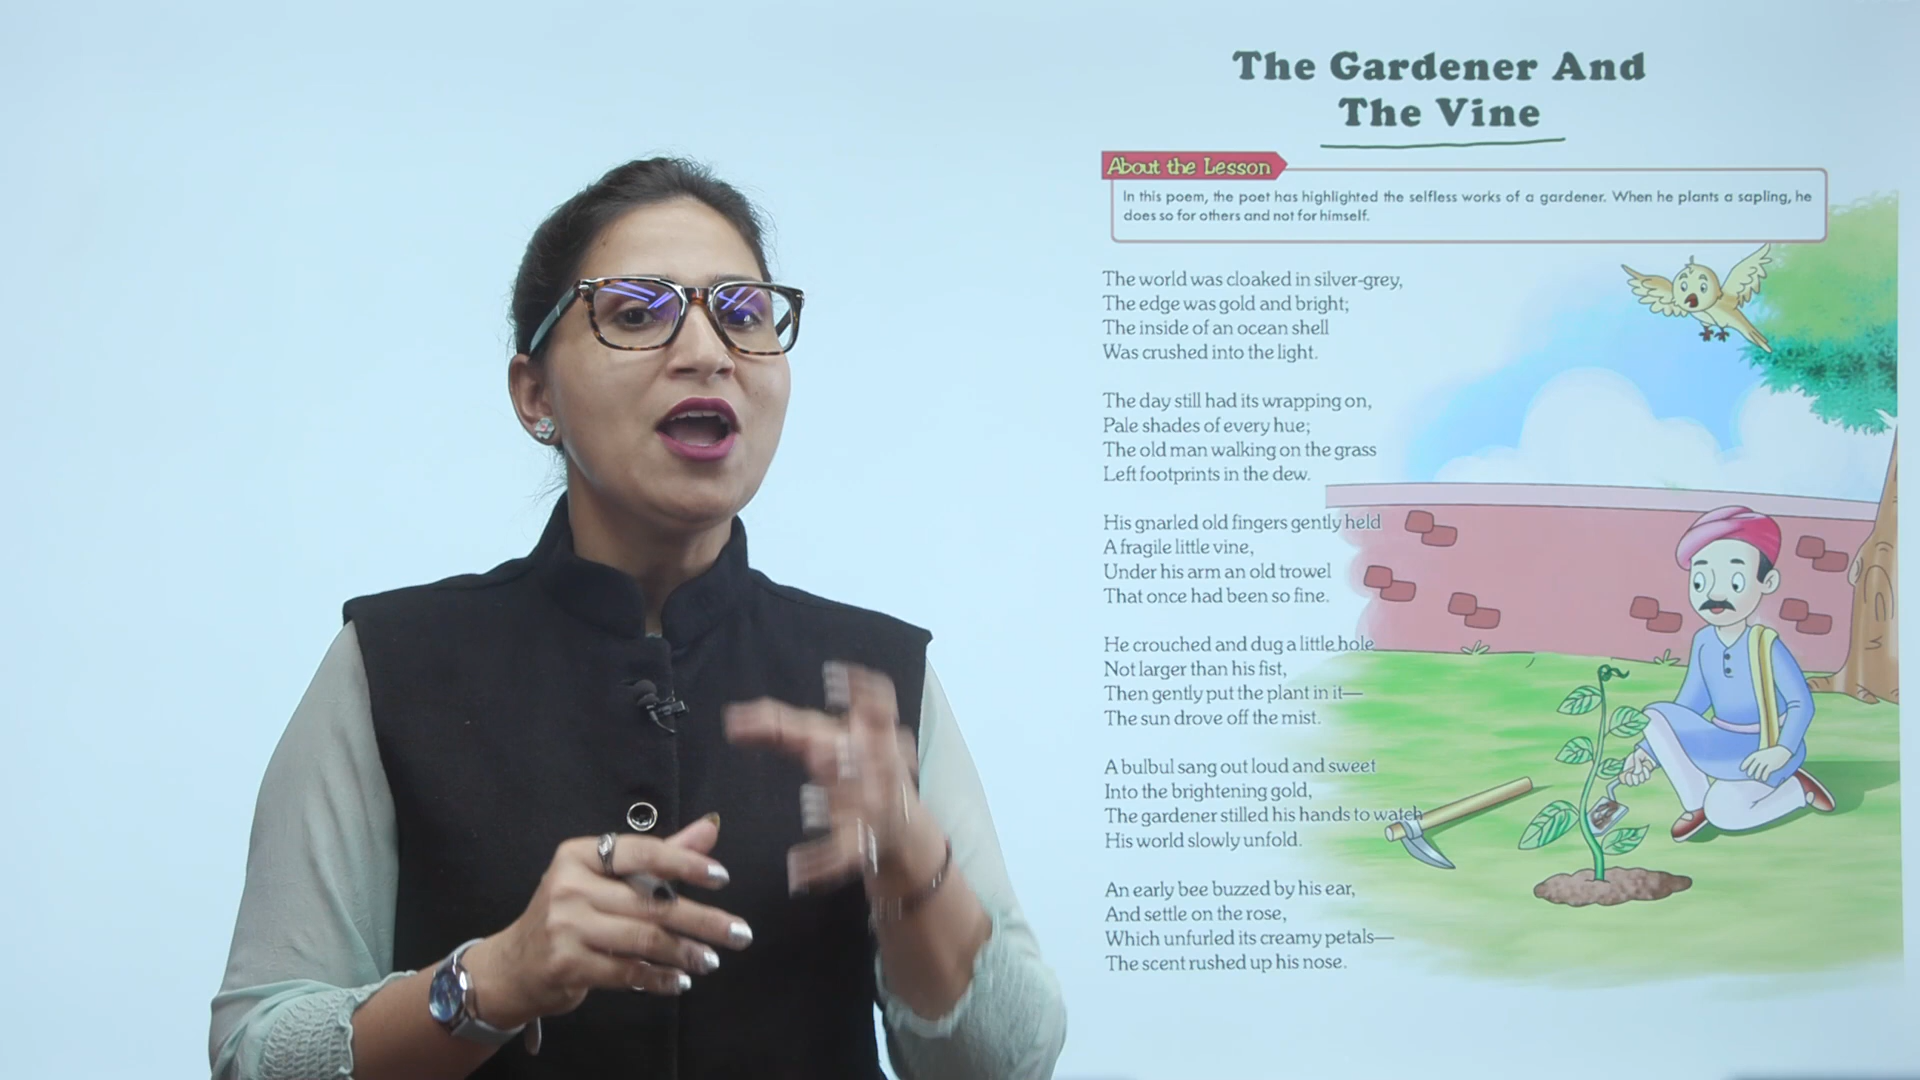 The Gardener And
The Vine
About the Lesson
In this poem, the poet has highlighted the selfless works of a gardener. When he plants a sapling, he
does so for others and not for himself.
The world was cloaked in silver-grey,
The edge was gold and bright;
The inside of an ocean shell
Was crushed into the light.
The day still had its wrapping on,
Pale shades of every hue;
The old man walking on the grass
Left footprints in the dew.
His gnarled old fingers gently held
A fragile little vine,
Under his arm an old trowel
That once had been so fine.
He crouched and dug a little hole
Not larger than his fist,
Then gently put the plant in it—
The sun drove off the mist.
A bulbul sang out loud and sweet
Into the brightening gold,
The gardener stilled his hands to watch
His world slowly unfold.
An early bee buzzed by his ear,
And settle on the rose,
Which unfurled its creamy petals—
The scent rushed up his nose.